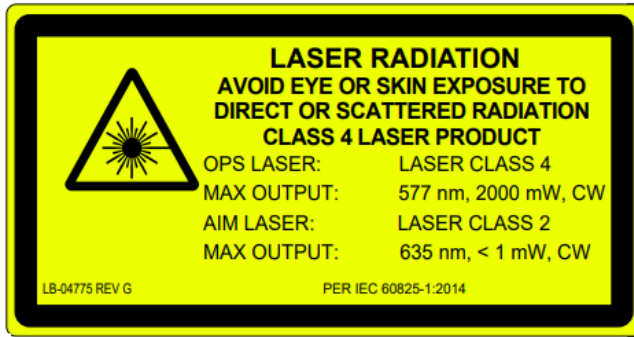 LASER RADIATION
AVOID EYE OR SKIN EXPOSURE TO
DIRECT OR SCATTERED RADIATION
CLASS 4 LASER PRODUCT
OPS LASER: LASER CLASS 4
MAX OUTPUT: 577 nm, 2000 mW, CW
AIM LASER: LASER CLASS 2
MAX OUTPUT: 635 nm, < 1 mW, CW
LB-04775 REV G PER IEC 60825-1:2014